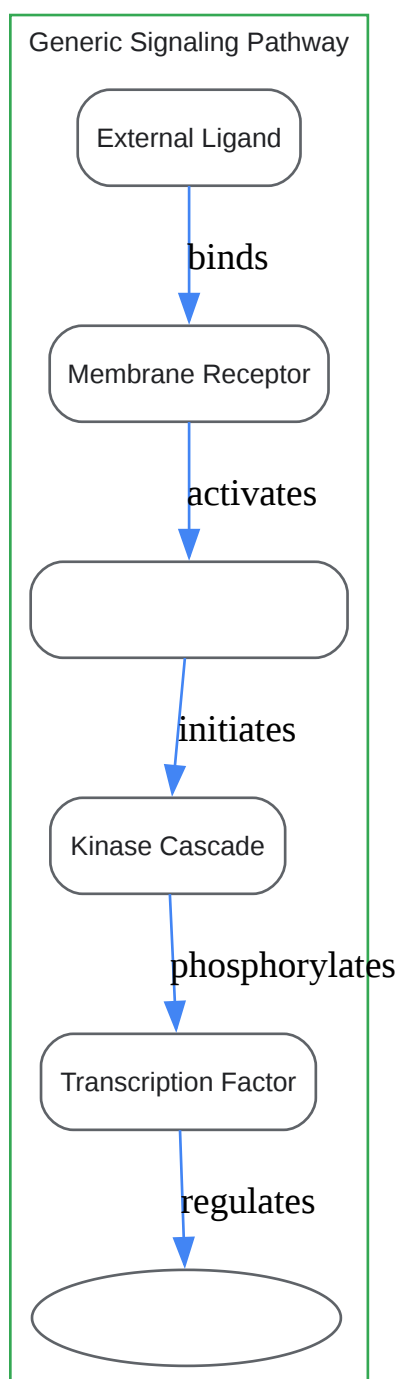 Generic Signaling Pathway
External Ligand
binds
Membrane Receptor
activates
initiates
Kinase Cascade
phosphorylates
Transcription Factor
regulates